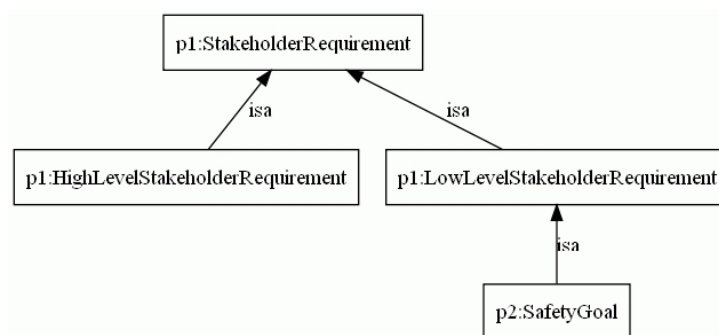 p1:StakeholderRequirement
isa
isa
p1:HighLevelStakeholderRequirement
p1:LowLevelStakeholderRequirement
isa
p2:SafetyGoal